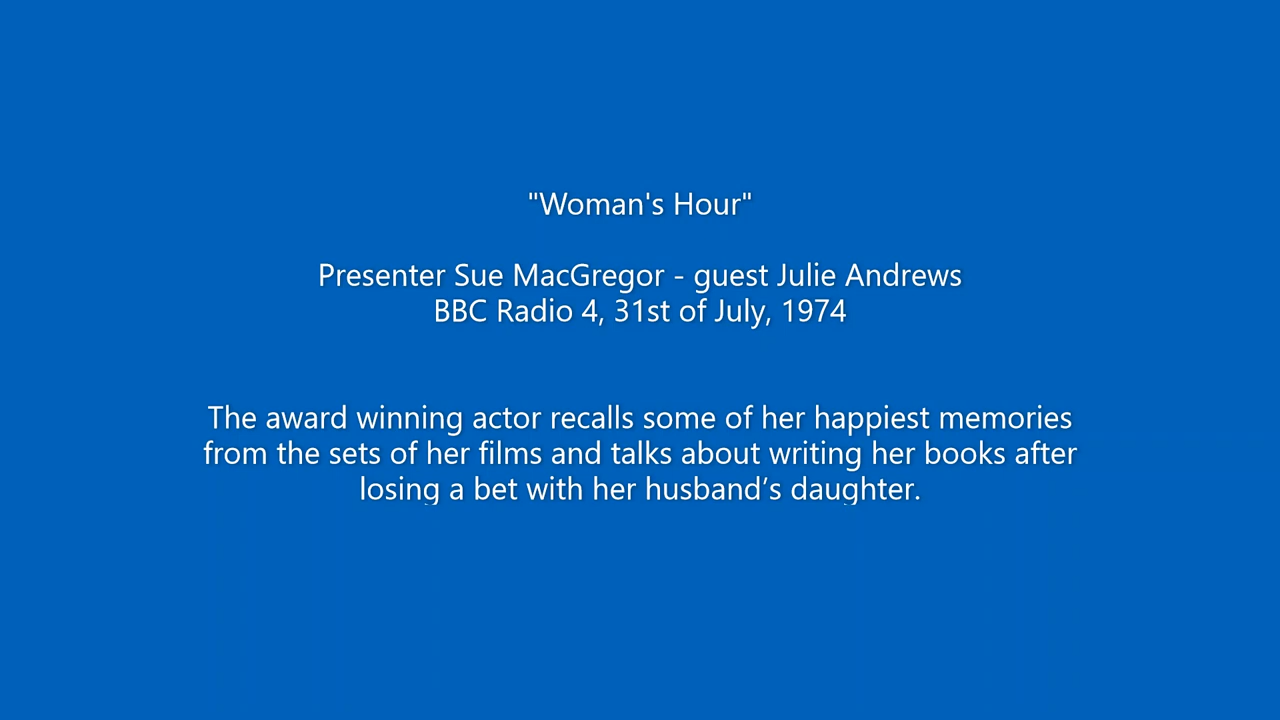 "Woman's Hour"
Presenter Sue MacGregor - guest Julie Andrews
BBC Radio 4, 31st of July, 1974
The award winning actor recalls some of her happiest memories
from the sets of her films and talks about writing her books after
losing a bet with her husband’s daughter.